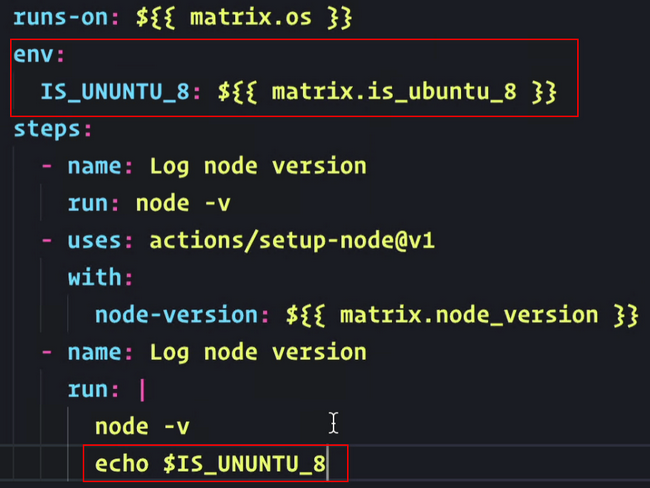 runs-on: ${{ matrix.os }}
env:
  IS_UNUNTU_8: ${{ matrix.is_ubuntu_8 }}
steps:
  - name: Log node version
    run: node -v
  - uses: actions/setup-node@v1
    with:
      node-version: ${{ matrix.node_version }}
  - name: Log node version
    run: |
      node -v
      echo $IS_UNUNTU_8